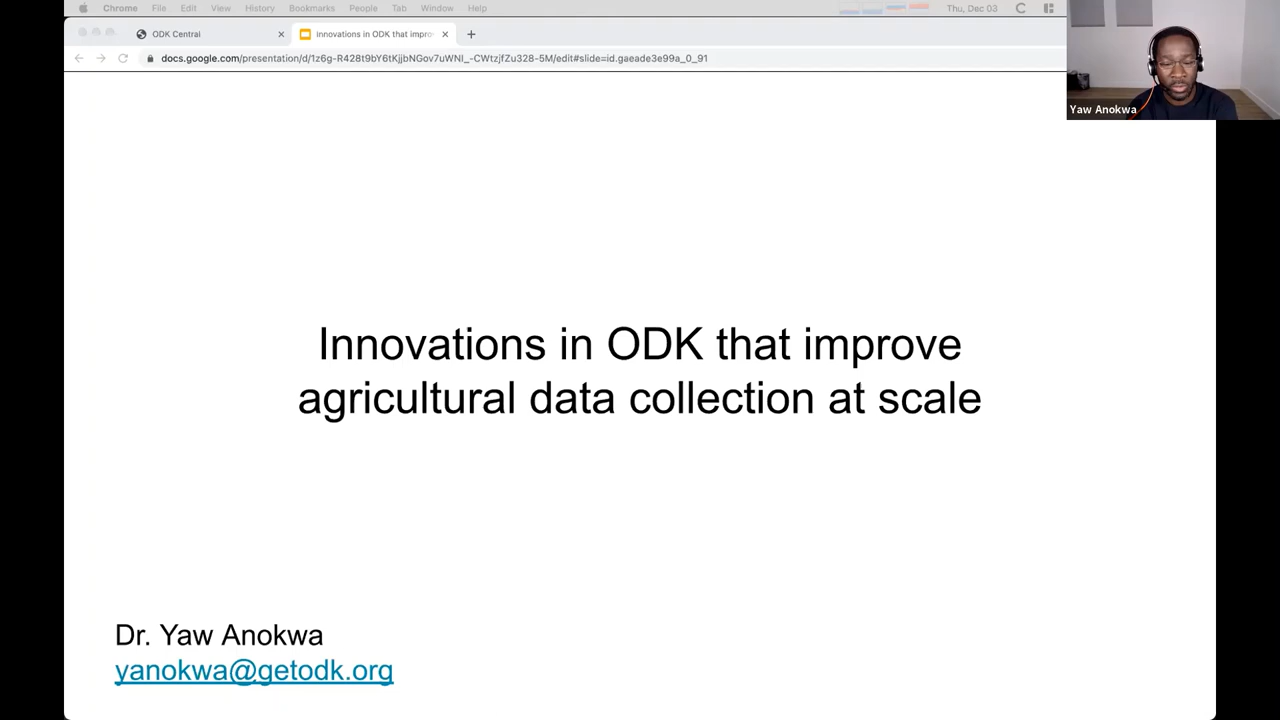 Chrome File Edit View History Bookmarks People Tab Window Help Thu, Dec 03
ODK Central
innovations in ODK that impro
docs.google.com/presentation/d/1z6g-R428t9bY6tKjjbNGov7uWNI_-CWtzjfZu328-5M/edit#slide=id.gaeade3e99a_0_91
Yaw Anokwa
Innovations in ODK that improve
agricultural data collection at scale
Dr. Yaw Anokwa
yanokwa@getodk.org